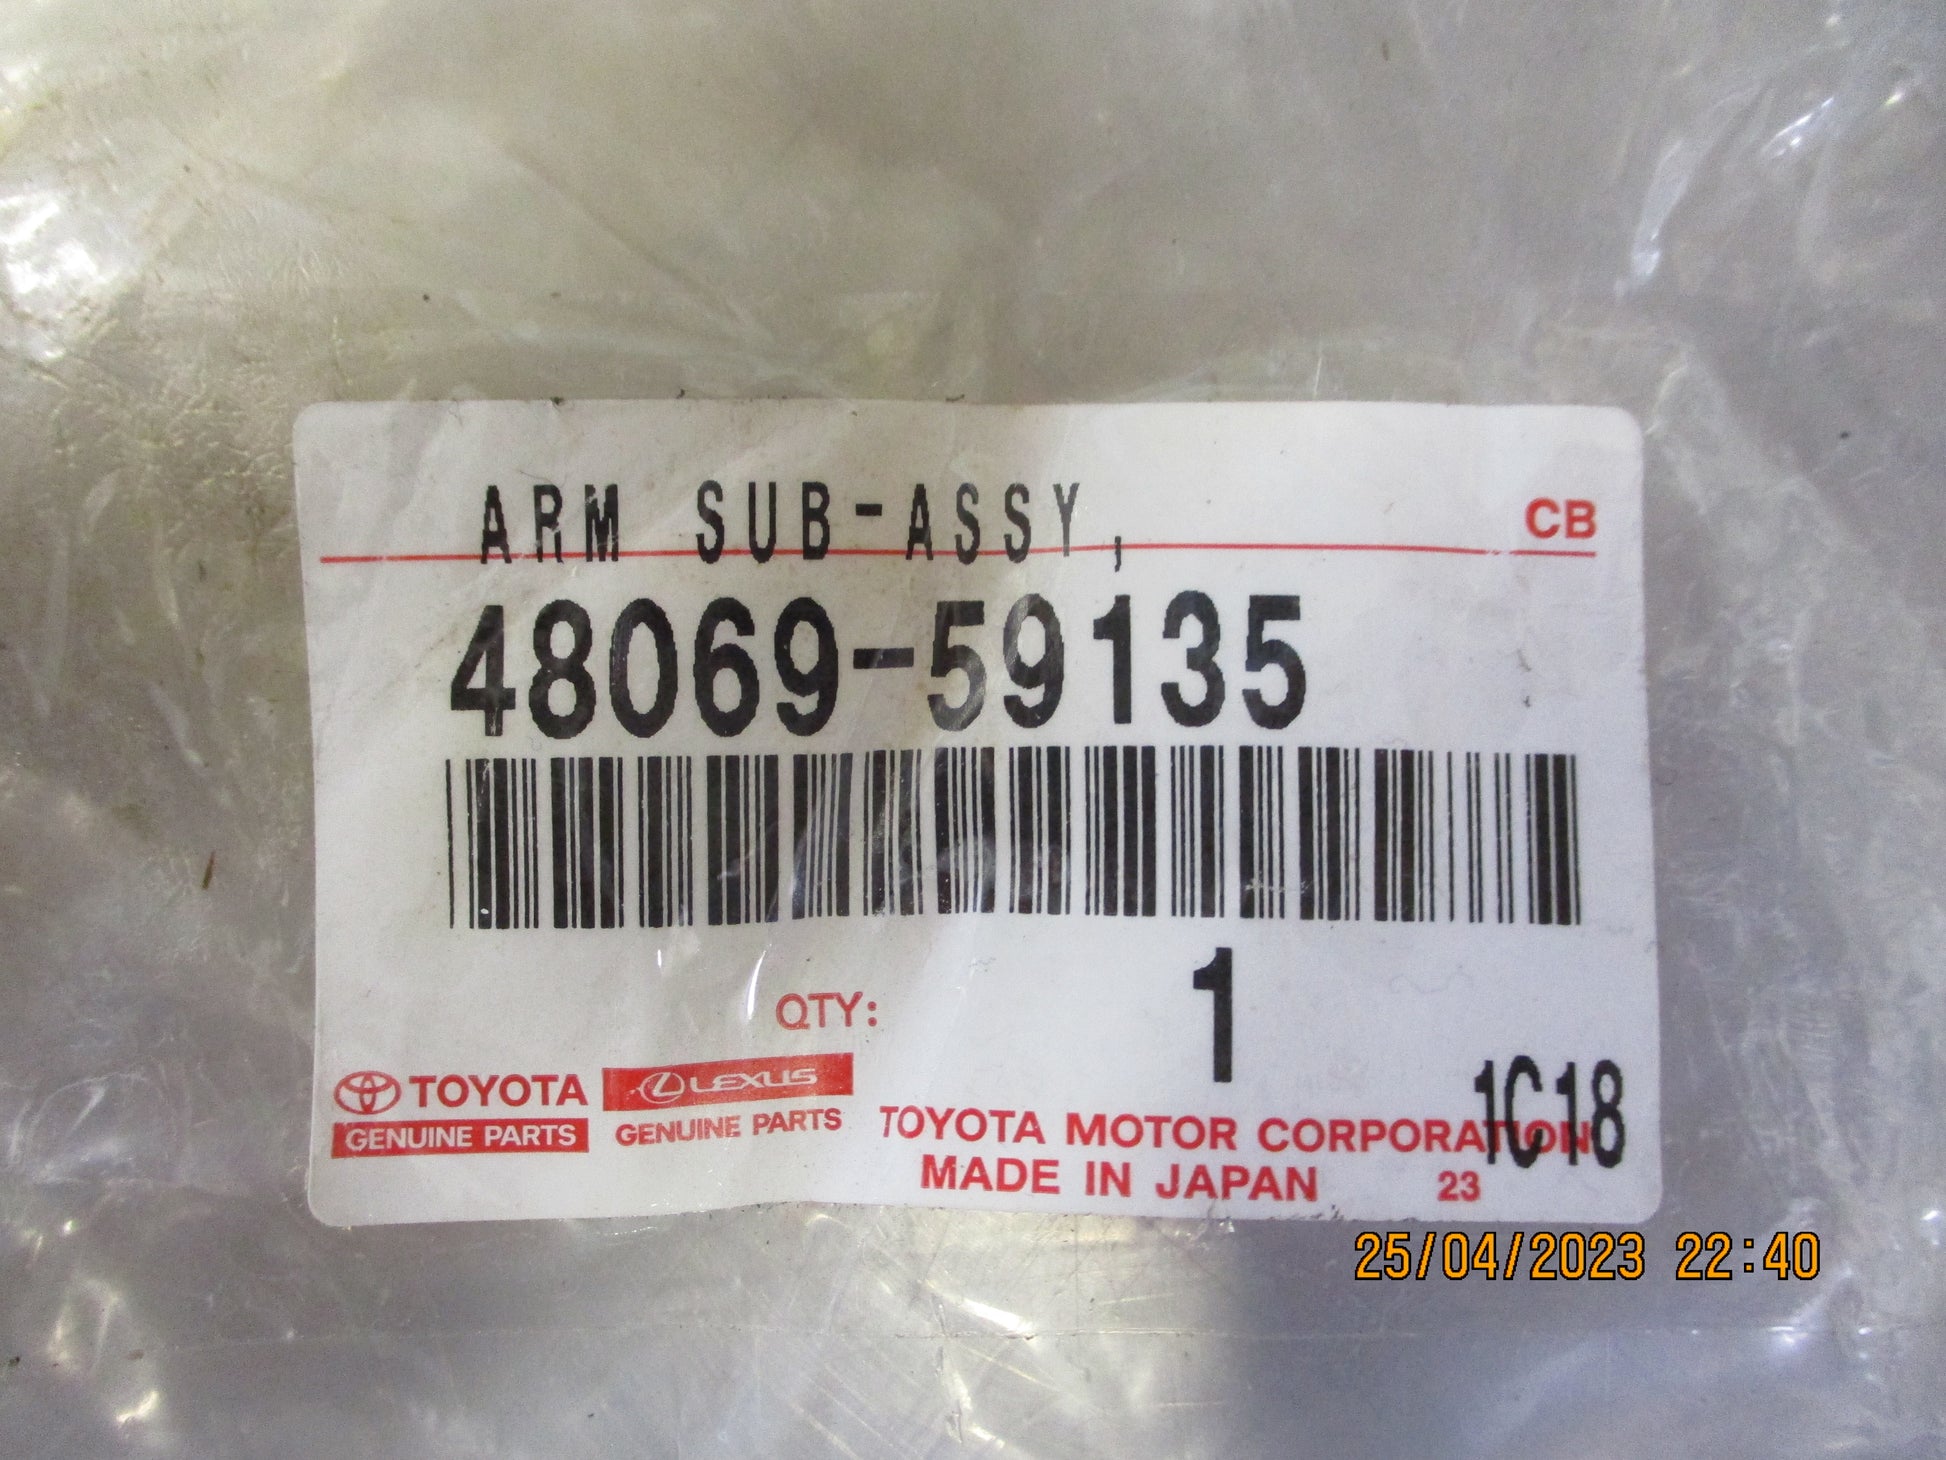 ARM SUB-ASSY,
CB
48069-59135
QTY: 1
TOYOTA
GENUINE PARTS
LEXUS
GENUINE PARTS
1C18
TOYOTA MOTOR CORPORATION
MADE IN JAPAN 23
25/04/2023 22:40